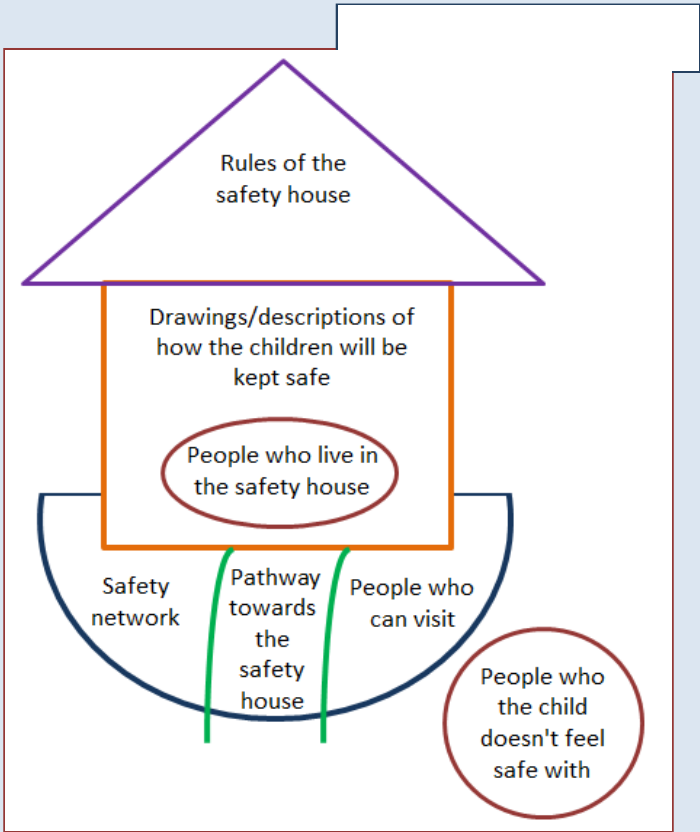 Rules of the
safety house
Drawings/descriptions of
how the children will be
kept safe
People who live in
the safety house
Safety
network
Pathway
towards
the
safety
house
People who
can visit
People who
the child
doesn't feel
safe with